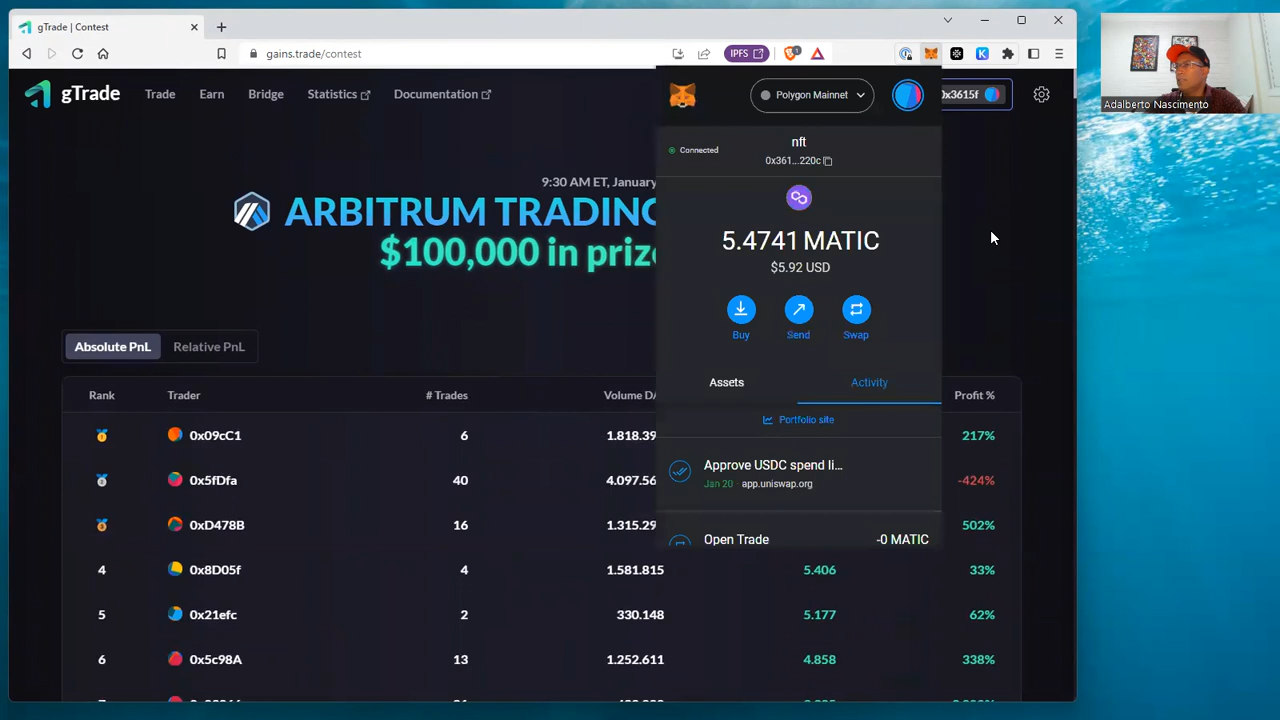 gTrade | Contest
gains.trade/contest
IPFS
1
gTrade
Trade
Earn
Bridge
Statistics
Documentation
0x3615f
Adalberto Nascimento
Polygon Mainnet
Connected
nft
0x361...220c
5.4741 MATIC
$5.92 USD
Buy
Send
Swap
Assets
Activity
Portfolio site
Approve USDC spend li...
Jan 20 · app.uniswap.org
Open Trade -0 MATIC
9:30 AM ET, January
ARBITRUM TRADING
$100,000 in prize
Absolute PnL
Relative PnL
Rank Trader # Trades Volume DA Profit %
0x09cC1 6 1.818.39 217%
0x5fDfa 40 4.097.56 -424%
0xD478B 16 1.315.29 502%
4 0x8D05f 4 1.581.815 5.406 33%
5 0x21efc 2 330.148 5.177 62%
6 0x5c98A 13 1.252.611 4.858 338%